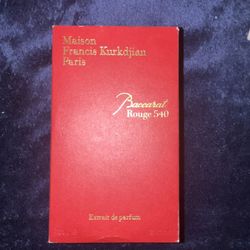 Maison
Francis Kurkdjian
Paris
Baccarat
Rouge 540
Extrait de parfum